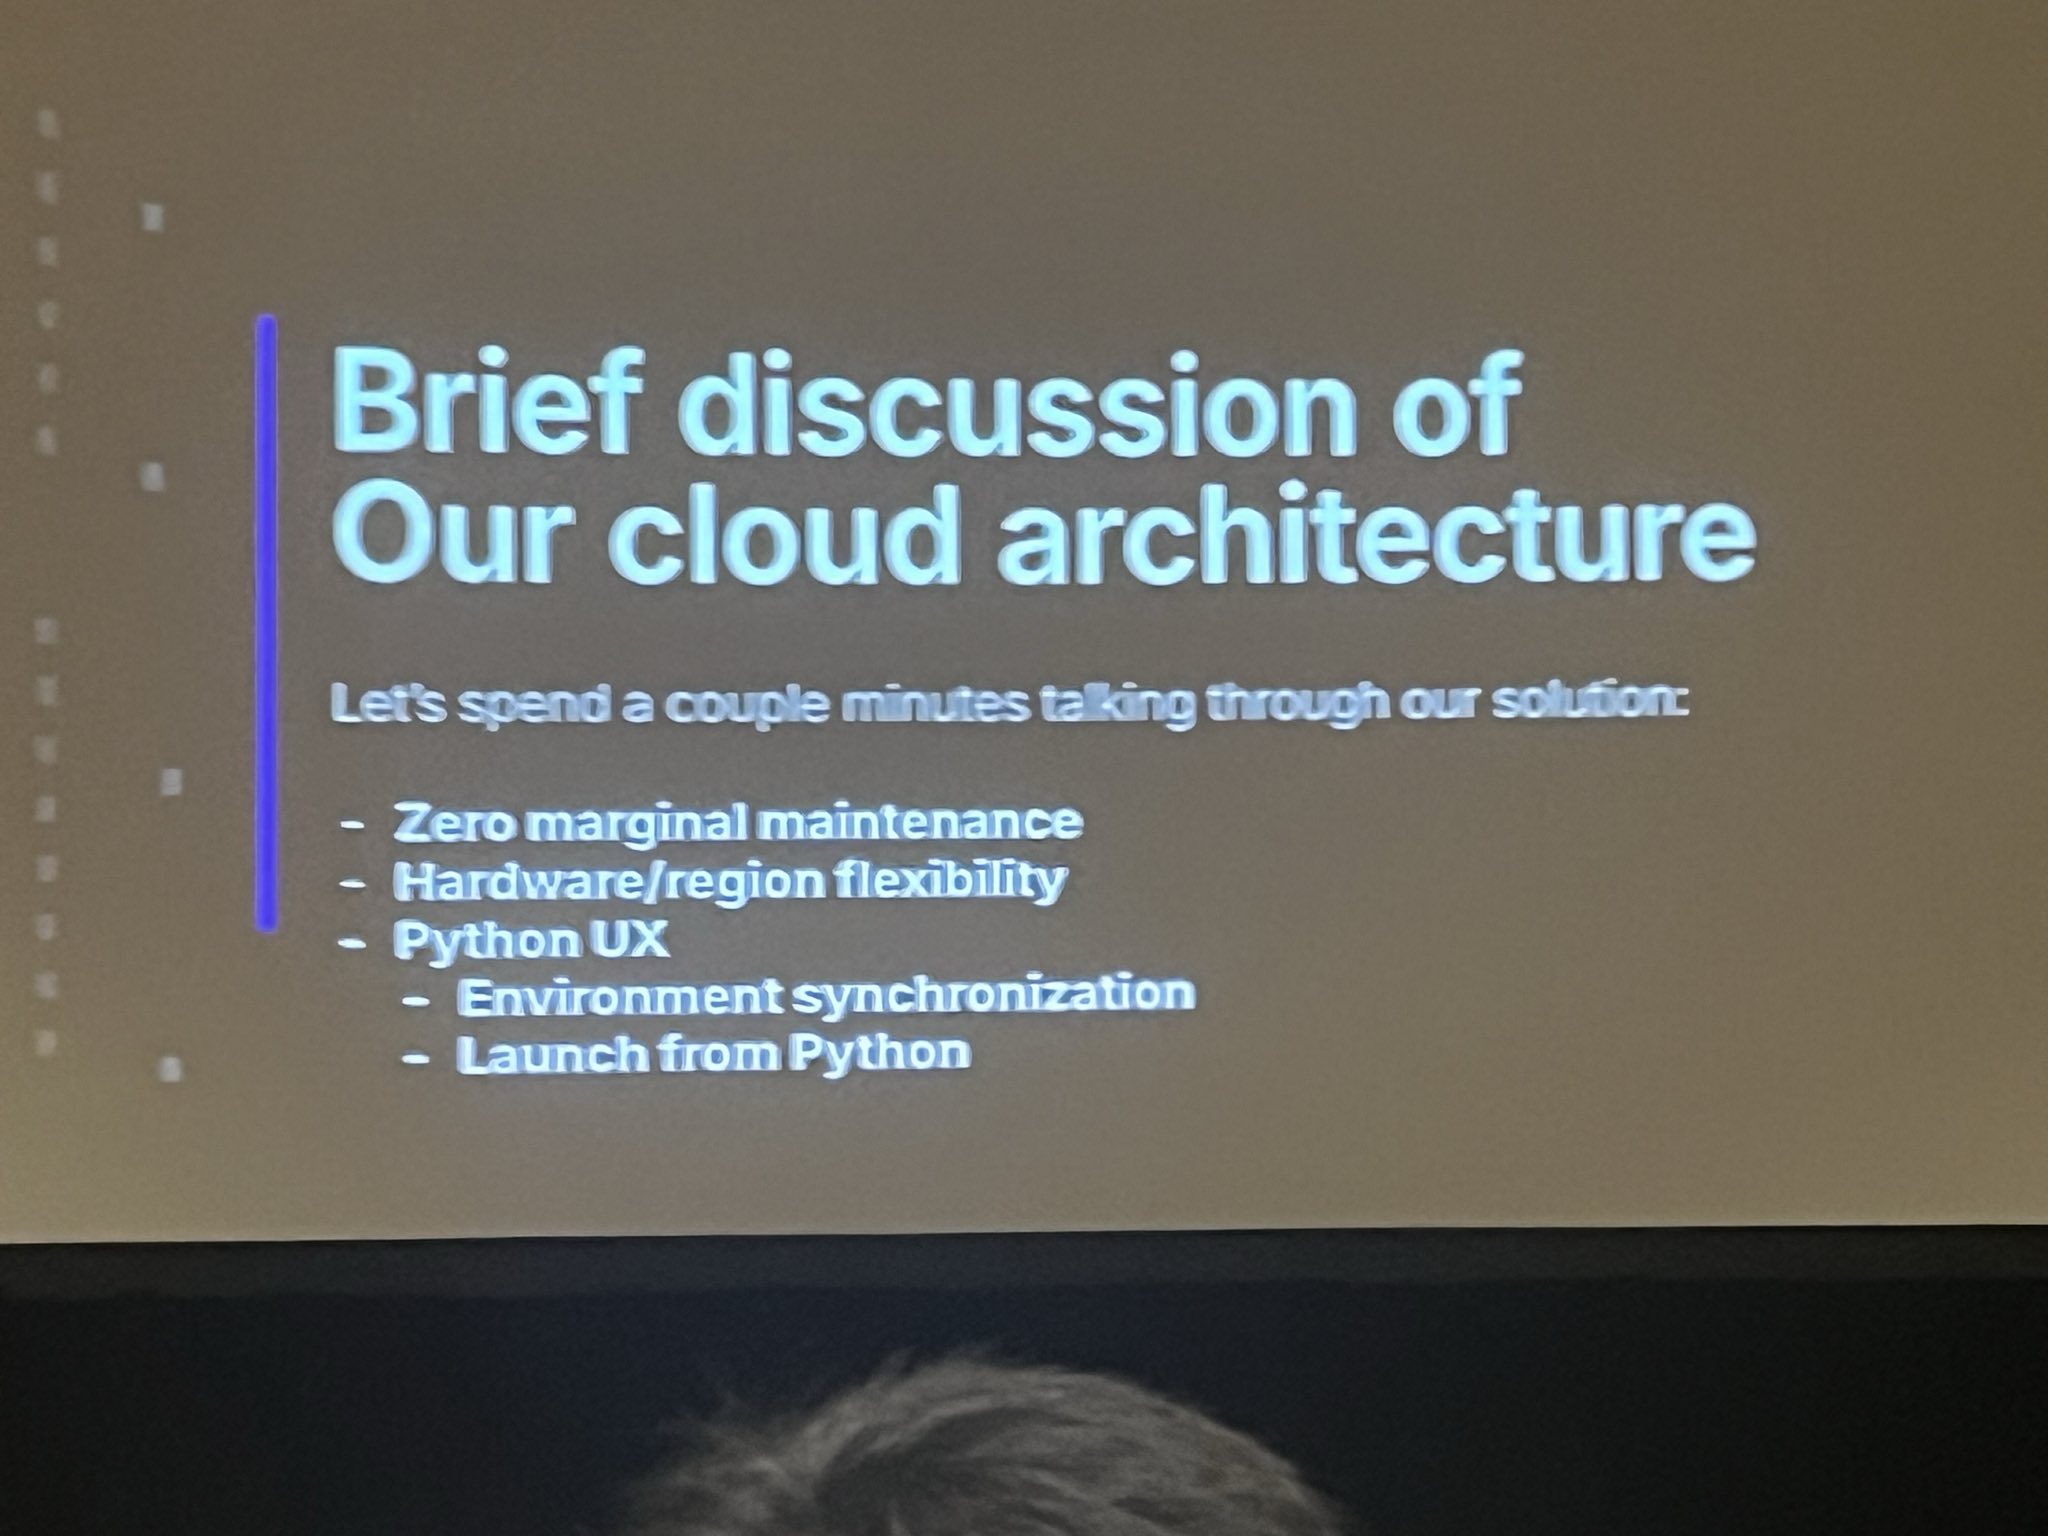 Brief discussion of
Our cloud architecture
Let's spend a couple minutes talking through our solution:
- Zero marginal maintenance
- Hardware/region flexibility
- Python UX
- Environment synchronization
- Launch from Python